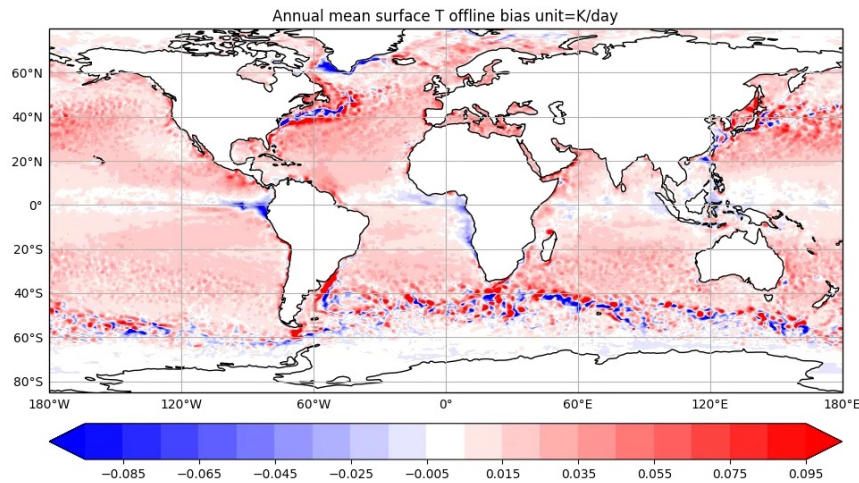 Annual mean surface T offline bias unit=K/day
60°N
40°N
20°N
0°
20°S
40°S
60°S
80°S
180°W 120°W 60°W 0° 60°E 120°E 180°E
−0.085 −0.065 −0.045 −0.025 −0.005 0.015 0.035 0.055 0.075 0.095